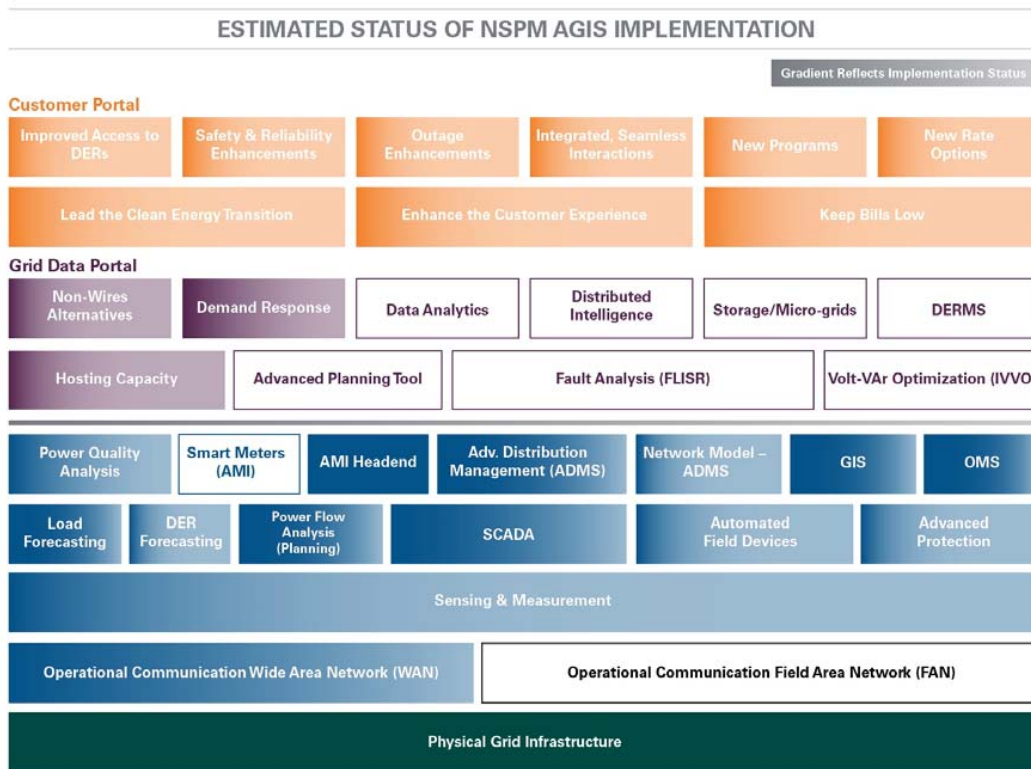 ESTIMATED STATUS OF NSPM AGIS IMPLEMENTATION
Gradient Reflects Implementation Status
Customer Portal
Improved Access to
DERs
Safety & Reliability
Enhancements
Outage
Enhancements
Integrated, Seamless
Interactions
New Programs
New Rate
Options
Lead the Clean Energy Transition
Enhance the Customer Experience
Keep Bills Low
Grid Data Portal
Non-Wires
Alternatives
Demand Response
Data Analytics
Distributed
Intelligence
Storage/Micro-grids
DERMS
Hosting Capacity
Advanced Planning Tool
Fault Analysis (FLISR)
Volt-VAr Optimization (IVVO
Power Quality
Analysis
Smart Meters
(AMI)
AMI Headend
Adv. Distribution
Management (ADMS)
Network Model –
ADMS
GIS
OMS
Load
Forecasting
DER
Forecasting
Power Flow
Analysis
(Planning)
SCADA
Automated
Field Devices
Advanced
Protection
Sensing & Measurement
Operational Communication Wide Area Network (WAN)
Operational Communication Field Area Network (FAN)
Physical Grid Infrastructure